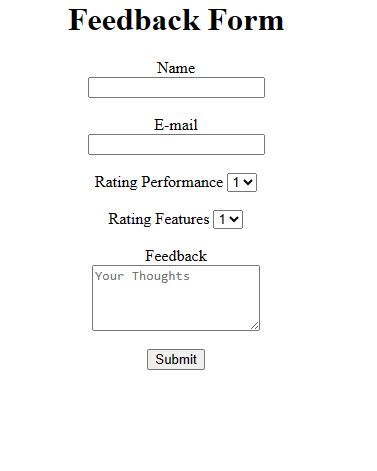 Feedback Form
Name
E-mail
Rating Performance 1
Rating Features 1
Feedback
Your Thoughts
Submit